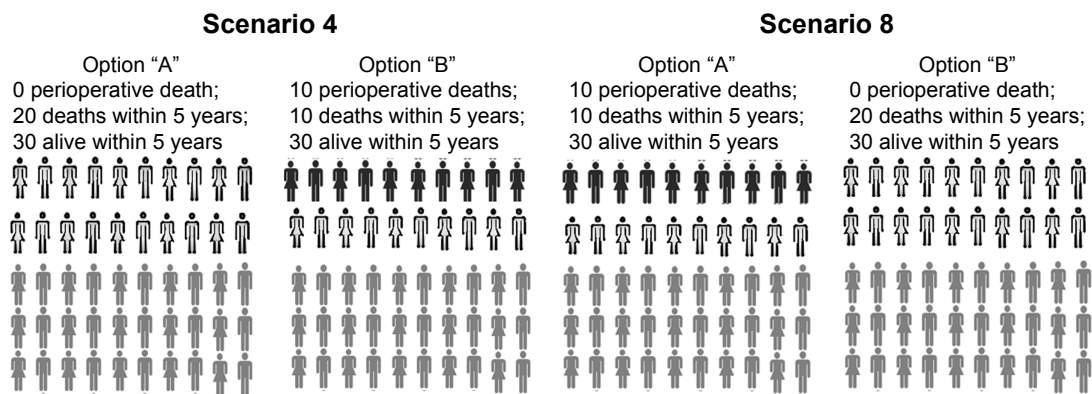 Scenario 4
Option “A”
0 perioperative death;
20 deaths within 5 years;
30 alive within 5 years
Option “B”
10 perioperative deaths;
10 deaths within 5 years;
30 alive within 5 years
Scenario 8
Option “A”
10 perioperative deaths;
10 deaths within 5 years;
30 alive within 5 years
Option “B”
0 perioperative death;
20 deaths within 5 years;
30 alive within 5 years